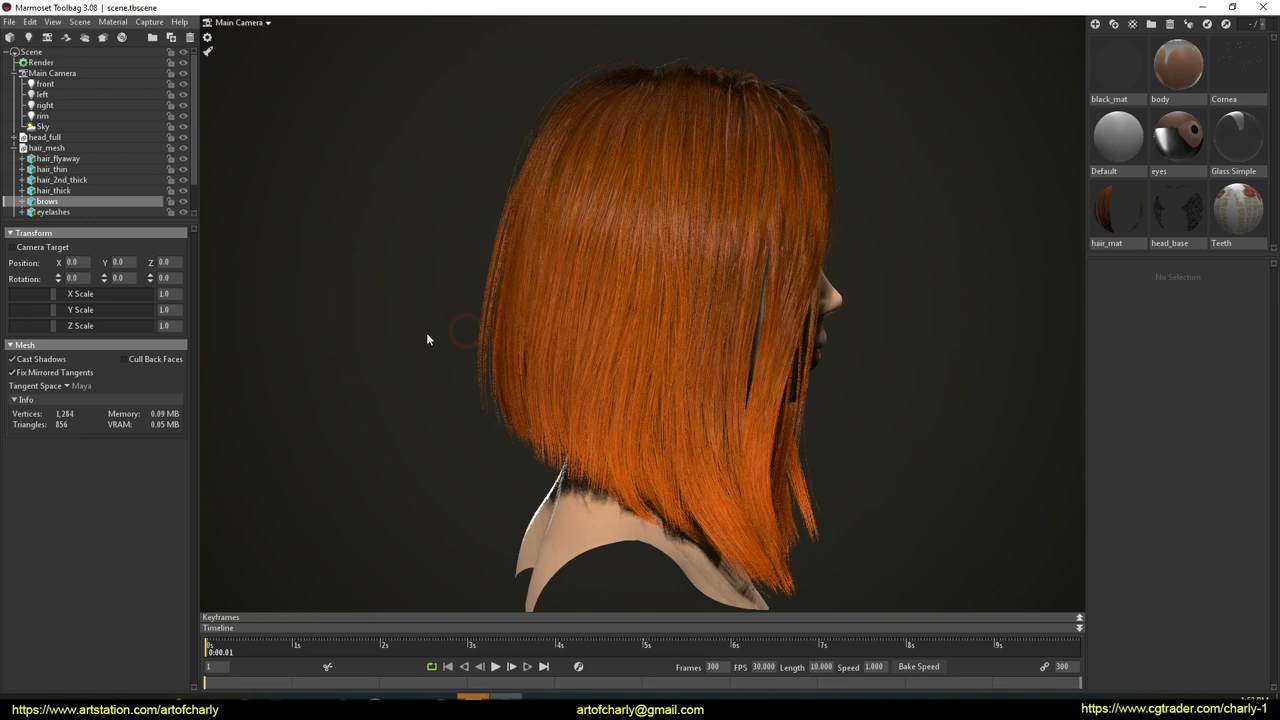 Marmoset Toolbag 3.08 | scene.tbscene
File Edit View Scene Material Capture Help
Main Camera
Scene
Render
Main Camera
front
left
right
rim
Sky
head_full
hair_mesh
hair_flyaway
hair_thin
hair_2nd_thick
hair_thick
brows
eyelashes
Transform
Camera Target
Position: X 0.0 Y 0.0 Z 0.0
Rotation: 0.0 0.0 0.0
X Scale 1.0
Y Scale 1.0
Z Scale 1.0
Mesh
Cast Shadows Cull Back Faces
Fix Mirrored Tangents
Tangent Space Maya
Info
Vertices: 1,284 Memory: 0.09 MB
Triangles: 856 VRAM: 0.05 MB
- /
black_mat body Cornea
Default eyes Glass Simple
hair_mat head_base Teeth
No Selection
Keyframes
Timeline
0s 1s 2s 3s 4s 5s 6s 7s 8s 9s
0:00.01
1 Frames 300 FPS 30.000 Length 10.000 Speed 1.000 Bake Speed 300
https://www.artstation.com/artofcharly artofcharly@gmail.com https://www.cgtrader.com/charly-1